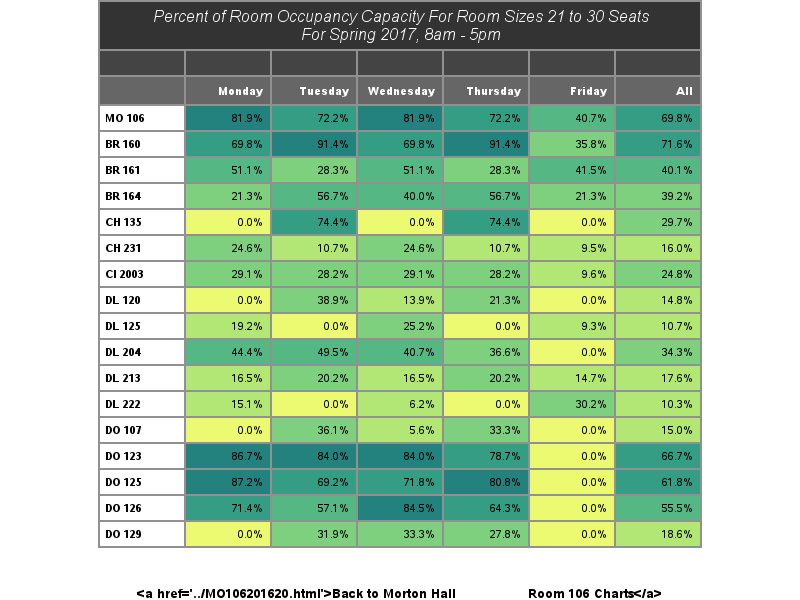 Percent of Room Occupancy Capacity For Room Sizes 21 to 30 Seats
For Spring 2017, 8am - 5pm
Monday Tuesday Wednesday Thursday Friday All
MO 106 81.9% 72.2% 81.9% 72.2% 40.7% 69.8%
BR 160 69.8% 91.4% 69.8% 91.4% 35.8% 71.6%
BR 161 51.1% 28.3% 51.1% 28.3% 41.5% 40.1%
BR 164 21.3% 56.7% 40.0% 56.7% 21.3% 39.2%
CH 135 0.0% 74.4% 0.0% 74.4% 0.0% 29.7%
CH 231 24.6% 10.7% 24.6% 10.7% 9.5% 16.0%
CI 2003 29.1% 28.2% 29.1% 28.2% 9.6% 24.8%
DL 120 0.0% 38.9% 13.9% 21.3% 0.0% 14.8%
DL 125 19.2% 0.0% 25.2% 0.0% 9.3% 10.7%
DL 204 44.4% 49.5% 40.7% 36.6% 0.0% 34.3%
DL 213 16.5% 20.2% 16.5% 20.2% 14.7% 17.6%
DL 222 15.1% 0.0% 6.2% 0.0% 30.2% 10.3%
DO 107 0.0% 36.1% 5.6% 33.3% 0.0% 15.0%
DO 123 86.7% 84.0% 84.0% 78.7% 0.0% 66.7%
DO 125 87.2% 69.2% 71.8% 80.8% 0.0% 61.8%
DO 126 71.4% 57.1% 84.5% 64.3% 0.0% 55.5%
DO 129 0.0% 31.9% 33.3% 27.8% 0.0% 18.6%
<a href='../MO106201620.html'>Back to Morton Hall Room 106 Charts</a>